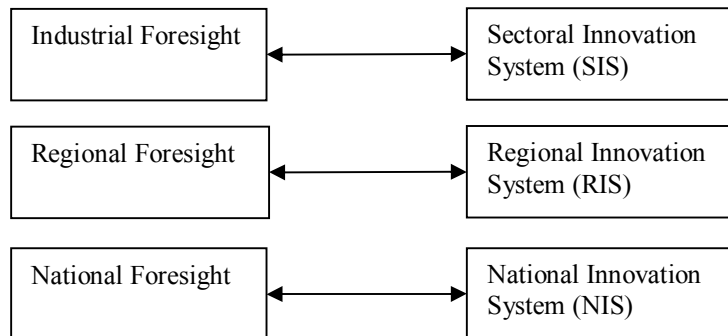 Industrial Foresight
Sectoral Innovation
System (SIS)
Regional Foresight
Regional Innovation
System (RIS)
National Foresight
National Innovation
System (NIS)